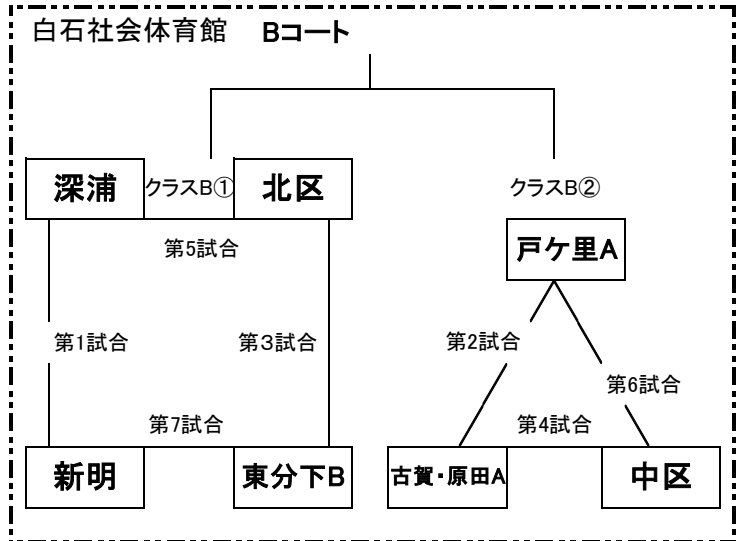 白石社会体育館 Bコート
深浦 クラスB① 北区 クラスB②
第5試合 戸ケ里A
第1試合 第３試合 第2試合
第6試合
第7試合 第4試合
新明 東分下B 古賀・原田A 中区